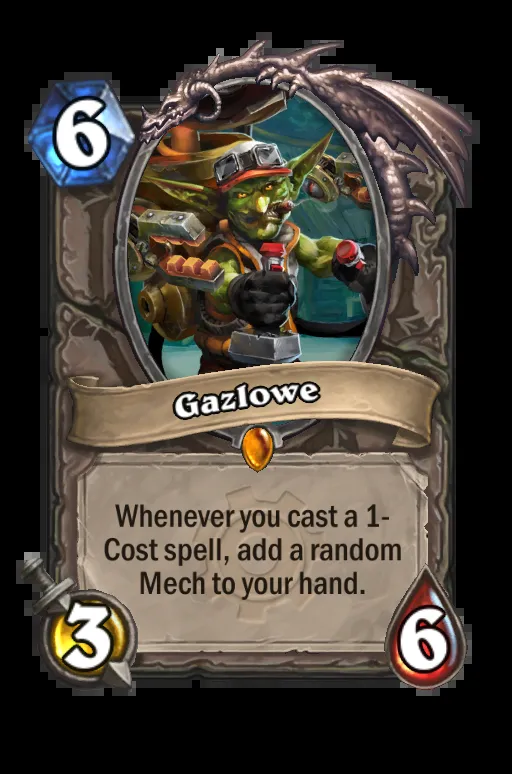 6
Gazlowe
Whenever you cast a 1-
Cost spell, add a random
Mech to your hand.
3
6